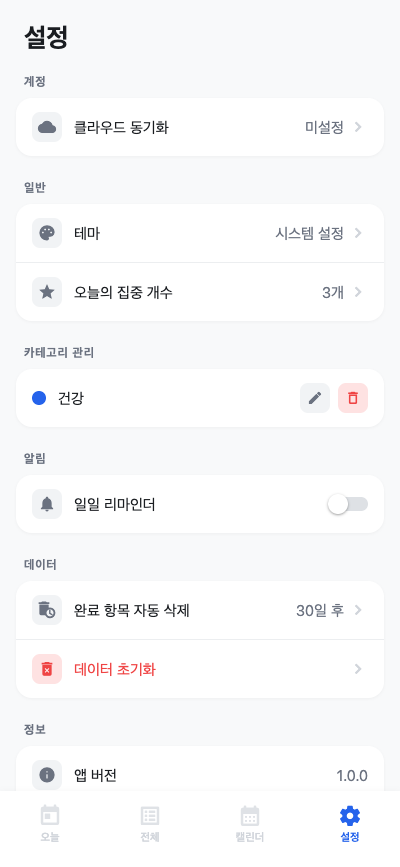 설정
계정
클라우드 동기화 미설정
일반
테마 시스템 설정
오늘의 집중 개수 3개
카테고리 관리
건강
알림
일일 리마인더
데이터
완료 항목 자동 삭제 30일 후
데이터 초기화
정보
앱 버전 1.0.0
오늘 전체 캘린더 설정